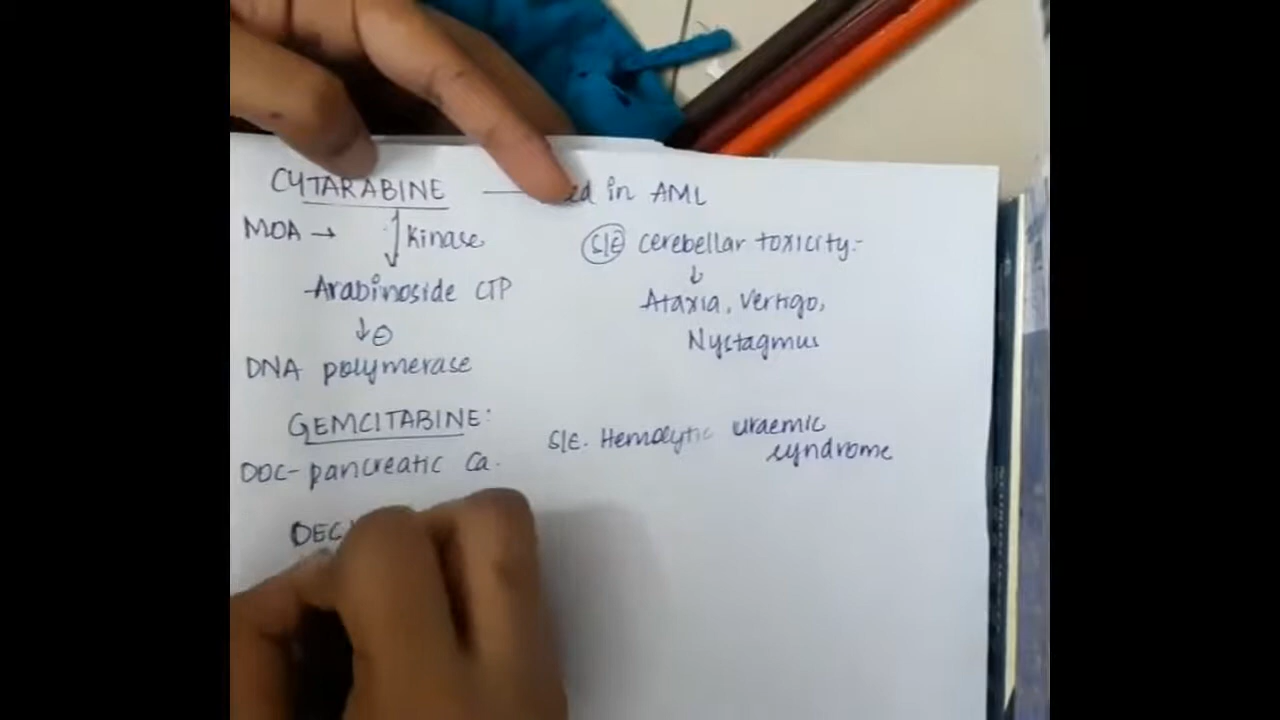 CYTARABINE — ed in AML
MOA → Kinase
S/E cerebellar toxicity:-
Arabinoside CTP
Ataxia, Vertigo,
Nystagmus
DNA polymerase
GEMCITABINE:
S/E. Hemolytic uraemic
syndrome
DOC- pancreatic Ca.
DEC